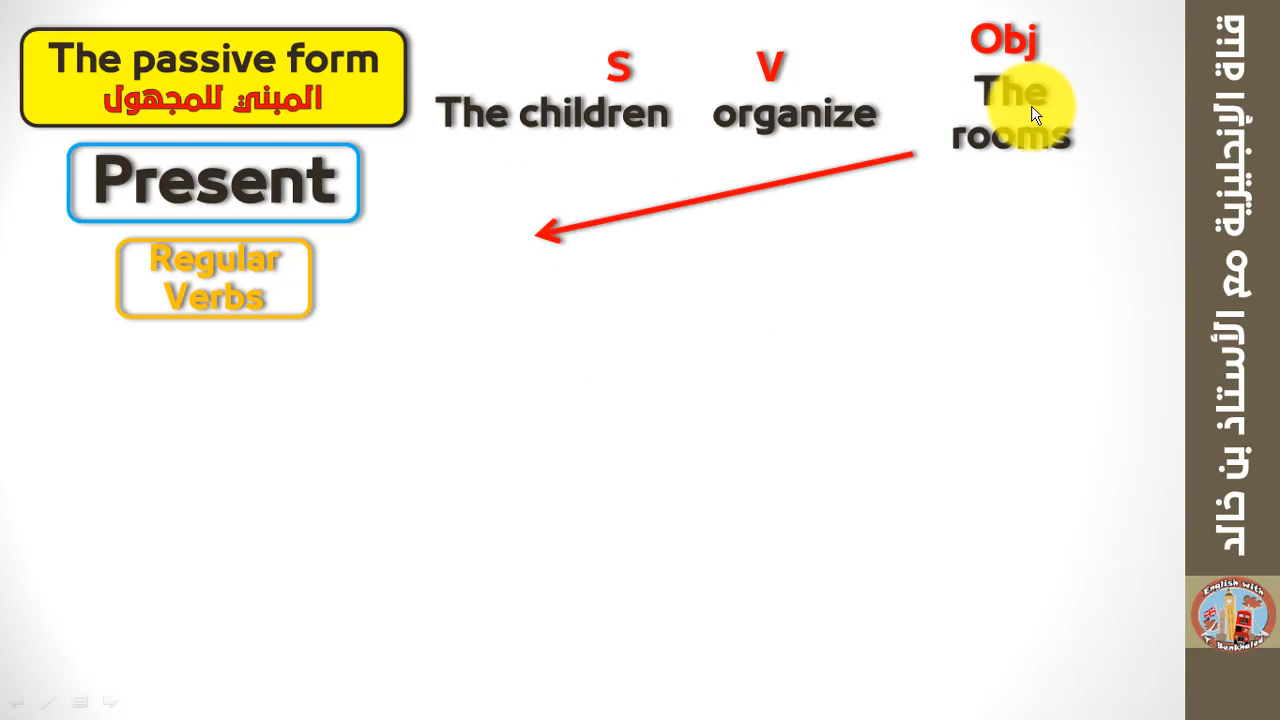 The passive form
المبني للمجهول
Present
Regular
Verbs
S
V
Obj
The children
organize
The
rooms
قناة الإنجليزية مع الأستاذ بن خالد
English with
T. Benkhaled